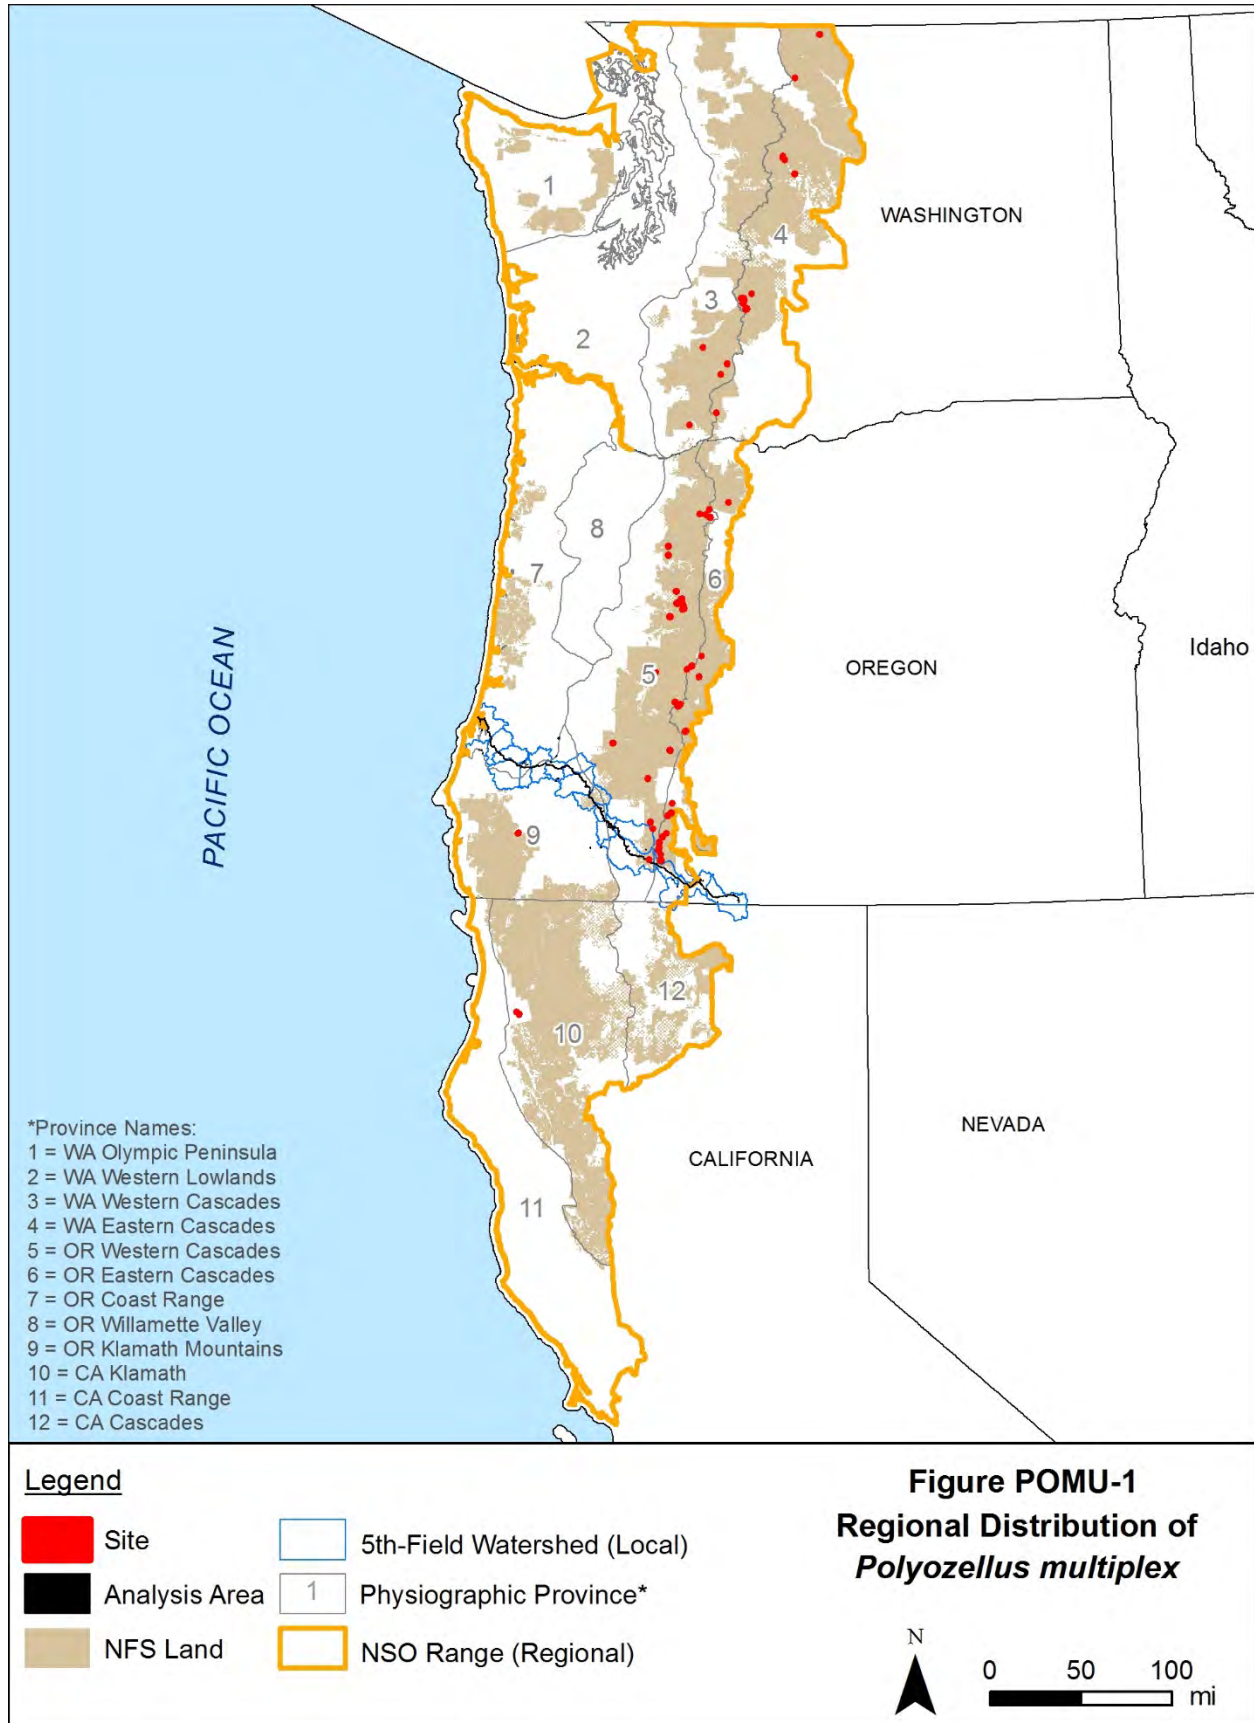 WASHINGTON
1
4
3
2
8
7
6
PACIFIC OCEAN
5
OREGON
Idaho
9
12
10
NEVADA
CALIFORNIA
11
*Province Names:
1 = WA Olympic Peninsula
2 = WA Western Lowlands
3 = WA Western Cascades
4 = WA Eastern Cascades
5 = OR Western Cascades
6 = OR Eastern Cascades
7 = OR Coast Range
8 = OR Willamette Valley
9 = OR Klamath Mountains
10 = CA Klamath
11 = CA Coast Range
12 = CA Cascades
Legend
Site
Analysis Area
NFS Land
5th-Field Watershed (Local)
1 Physiographic Province*
NSO Range (Regional)
Figure POMU-1
Regional Distribution of
Polyozellus multiplex
N
0 50 100
mi